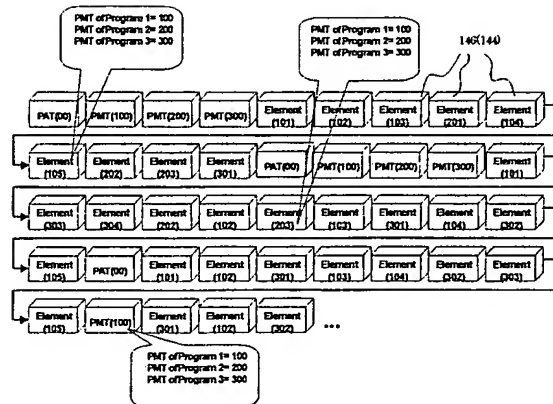 PMT of Program 1= 100
PMT of Program 2= 200
PMT of Program 3= 300
PMT of Program 1= 100
PMT of Program 2= 200
PMT of Program 3= 300
146(144)
PAT(00) PMT(100) PMT(200) PMT(300) Element (101) Element (102) Element (103) Element (201) Element (104)
Element (105) Element (202) Element (203) Element (301) PAT(00) PMT(100) PMT(200) PMT(300) Element (101)
Element (303) Element (304) Element (202) Element (102) Element (203) Element (103) Element (301) Element (104) Element (302)
Element (105) PAT(00) Element (101) Element (102) Element (301) Element (103) Element (104) Element (302) Element (303)
Element (105) PMT(100) Element (301) Element (102) Element (302) ...
PMT of Program 1= 100
PMT of Program 2= 200
PMT of Program 3= 300